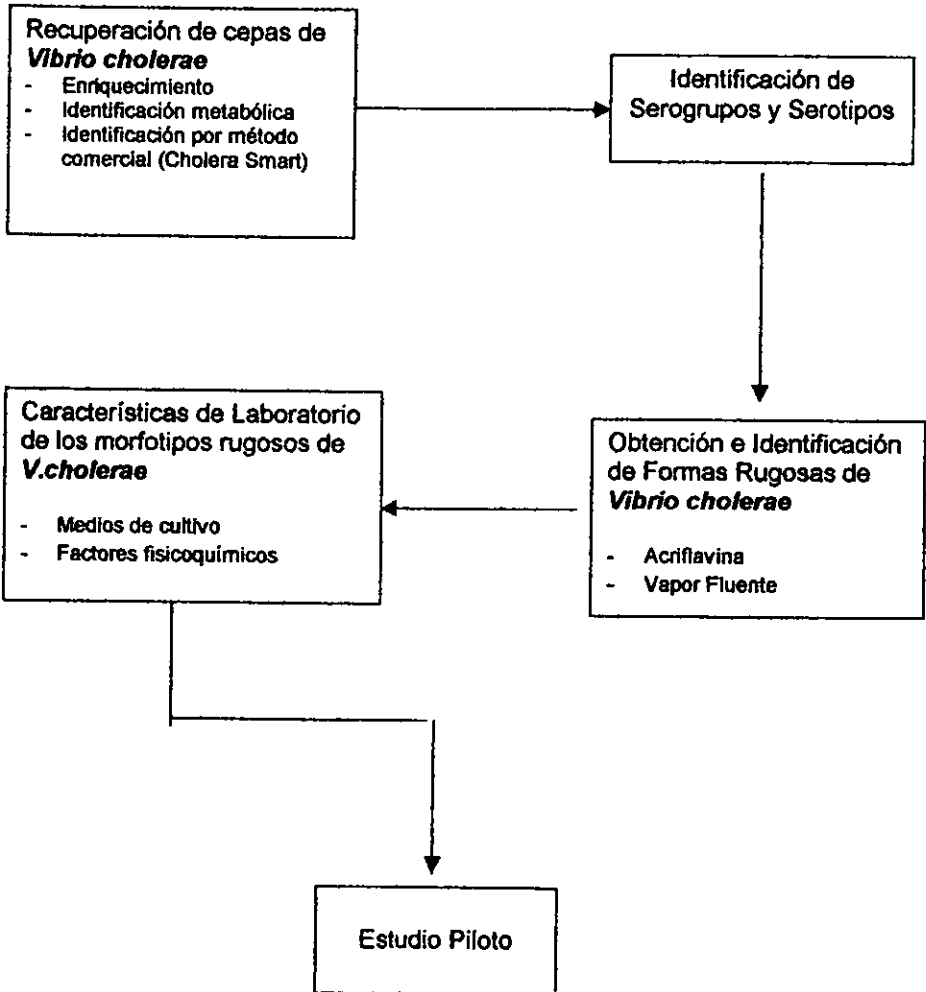 Recuperación de cepas de
Vibrio cholerae
- Enriquecimiento
- Identificación metabólica
- Identificación por método
comercial (Cholera Smart)
Identificación de
Serogrupos y Serotipos
Obtención e Identificación
de Formas Rugosas de
Vibrio cholerae
- Acriflavina
- Vapor Fluente
Características de Laboratorio
de los morfotipos rugosos de
V.cholerae
- Medios de cultivo
- Factores fisicoquímicos
Estudio Piloto